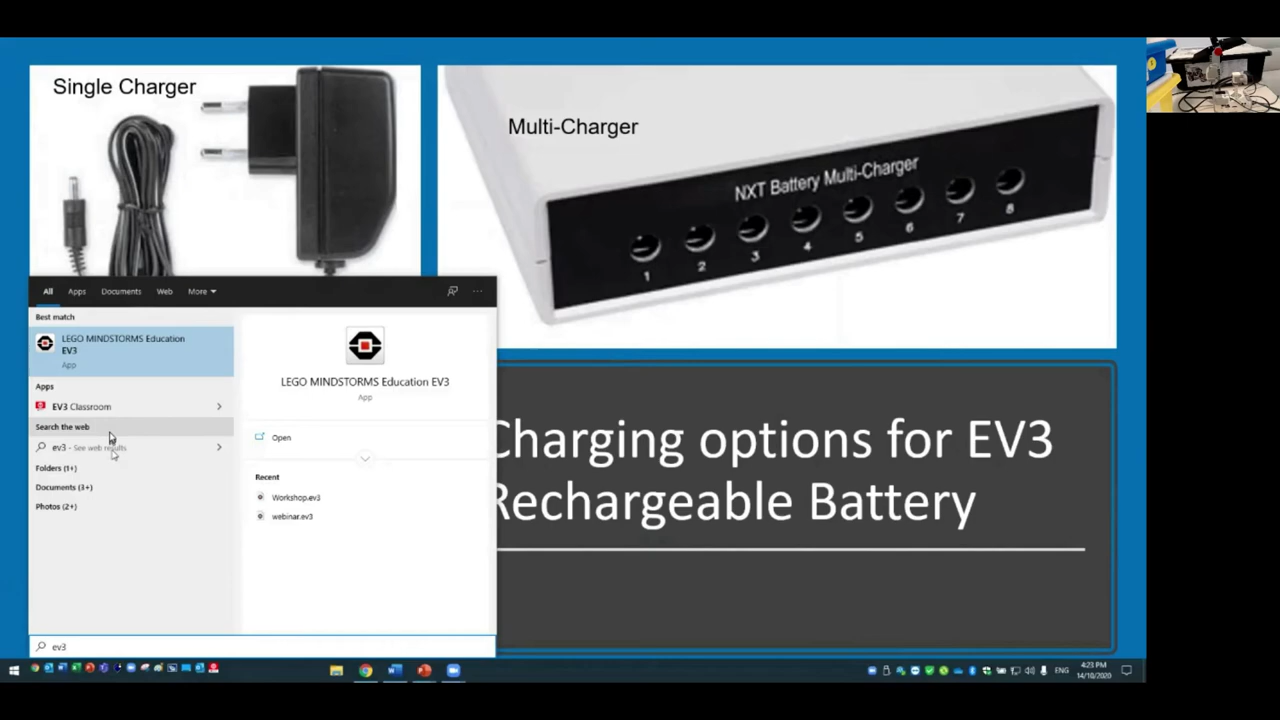 Single Charger
Multi-Charger
NXT Battery Multi-Charger
1 2 3 4 5 6 7 8
All Apps Documents Web More
Best match
LEGO MINDSTORMS Education
EV3
App
Apps
EV3 Classroom
Search the web
ev3 - See web results
Folders (1+)
Documents (3+)
Photos (2+)
LEGO MINDSTORMS Education EV3
App
Open
Recent
Workshop.ev3
webinar.ev3
Charging options for EV3
Rechargeable Battery
ev3
ENG
4:23 PM
14/10/2020